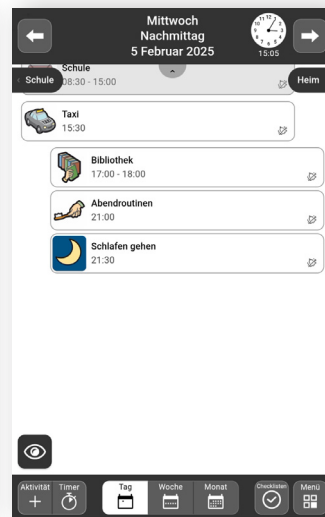 Mittwoch
Nachmittag
5 Februar 2025
15:05
Schule
08:30 - 15:00
Schule
Heim
Taxi
15:30
Bibliothek
17:00 - 18:00
Abendroutinen
21:00
Schlafen gehen
21:30
Aktivität
Timer
Tag
Woche
Monat
Checklisten
Menü